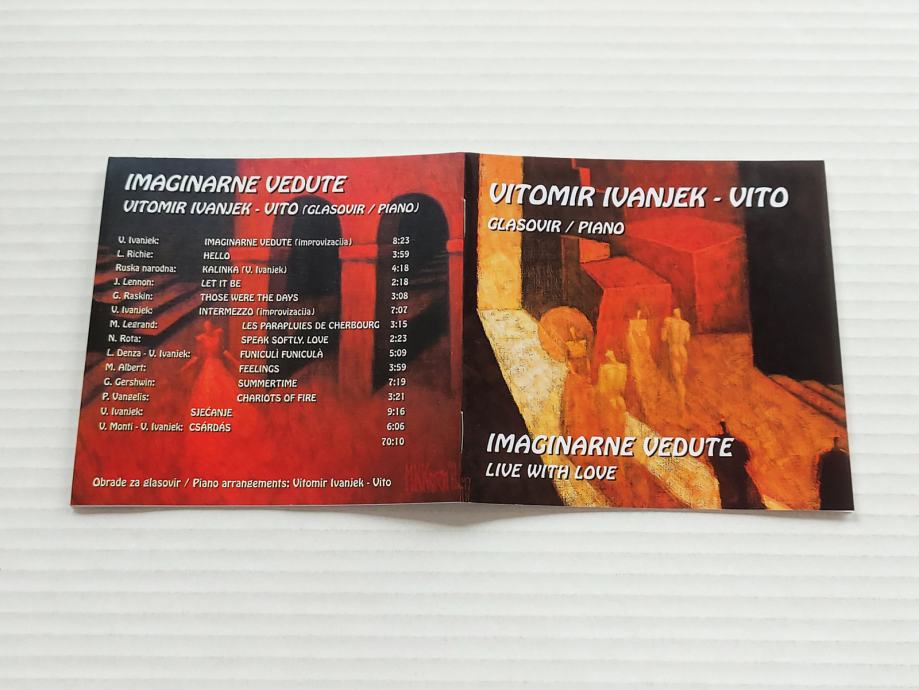 IMAGINARNE VEDUTE
VITOMIR IVANJEK - VITO (GLASOVIR / PIANO)
V. Ivanjek: IMAGINARNE VEDUTE (improvizacija) 8:23
L. Richie: HELLO 3:59
Ruska narodna: KALINKA (V. Ivanjek) 4:18
J. Lennon: LET IT BE 2:18
G. Raskin: THOSE WERE THE DAYS 3:08
V. Ivanjek: INTERMEZZO (improvizacija) 7:07
M. Legrand: LES PARAPLUIES DE CHERBOURG 3:15
N. Rota: SPEAK SOFTLY, LOVE 2:23
L. Denza - V. Ivanjek: FUNICULÌ FUNICULÀ 5:09
M. Albert: FEELINGS 3:59
G. Gershwin: SUMMERTIME 7:19
P. Vangelis: CHARIOTS OF FIRE 3:21
V. Ivanjek: SJEĆANJE 9:16
V. Monti - V. Ivanjek: CSÁRDÁS 6:06
70:10
Obrade za glasovir / Piano arrangements: Vitomir Ivanjek - Vito
VITOMIR IVANJEK - VITO
GLASOVIR / PIANO
IMAGINARNE VEDUTE
LIVE WITH LOVE